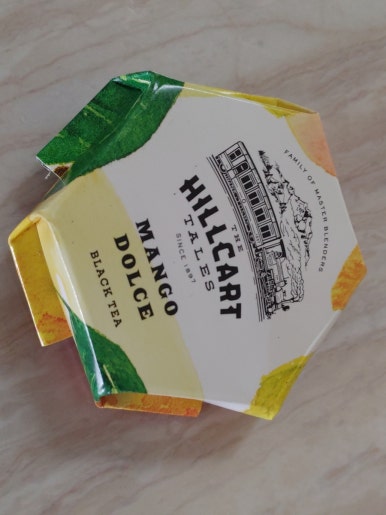 FAMILY OF MASTER BLENDERS
THE
HILLCART
TALES
SINCE 1897
MANGO
DOLCE
BLACK TEA